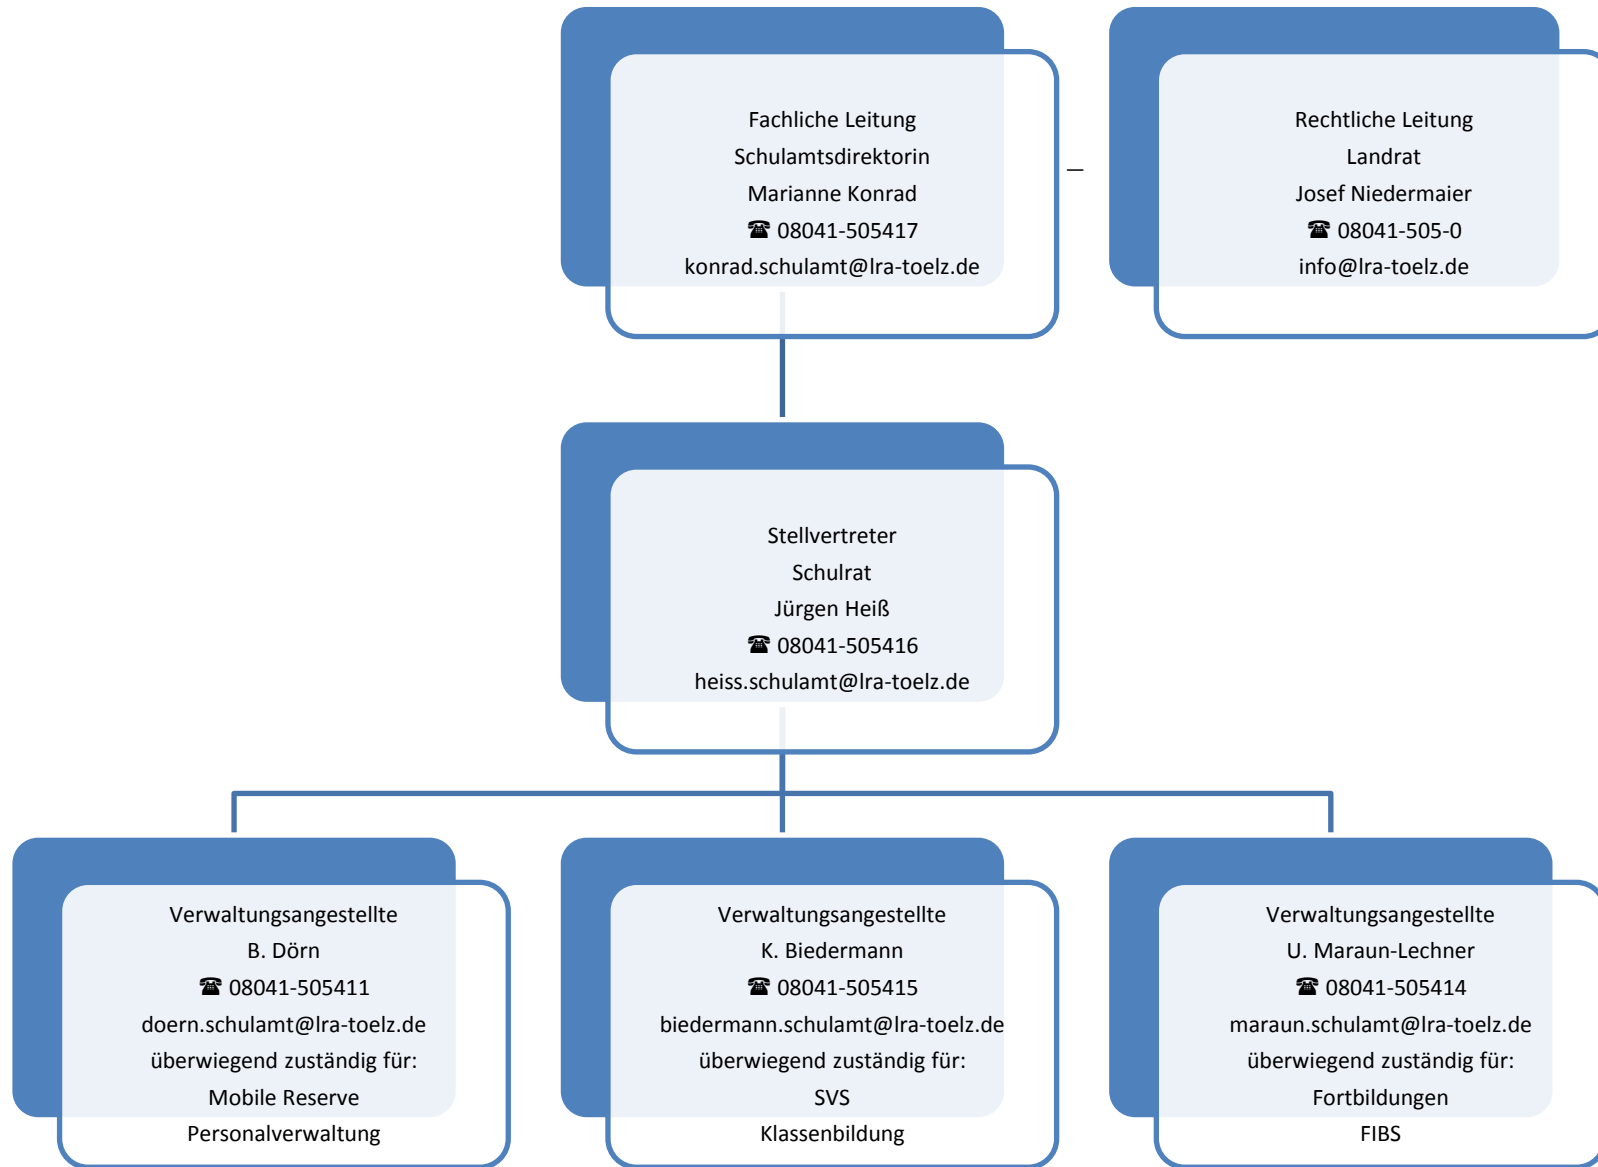 Fachliche Leitung
Schulamtsdirektorin
Marianne Konrad
☎ 08041-505417
konrad.schulamt@lra-toelz.de
–
Rechtliche Leitung
Landrat
Josef Niedermaier
☎ 08041-505-0
info@lra-toelz.de
Stellvertreter
Schulrat
Jürgen Heiß
☎ 08041-505416
heiss.schulamt@lra-toelz.de
Verwaltungsangestellte
B. Dörn
☎ 08041-505411
doern.schulamt@lra-toelz.de
überwiegend zuständig für:
Mobile Reserve
Personalverwaltung
Verwaltungsangestellte
K. Biedermann
☎ 08041-505415
biedermann.schulamt@lra-toelz.de
überwiegend zuständig für:
SVS
Klassenbildung
Verwaltungsangestellte
U. Maraun-Lechner
☎ 08041-505414
maraun.schulamt@lra-toelz.de
überwiegend zuständig für:
Fortbildungen
FIBS